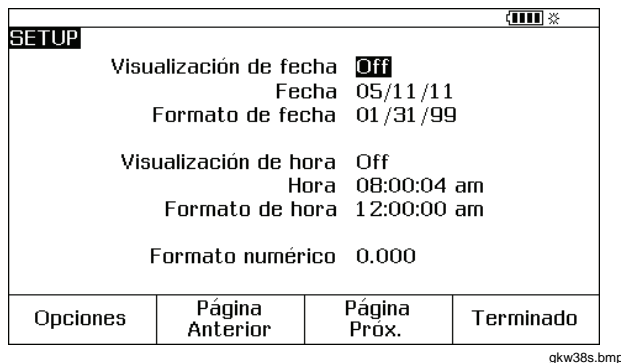 SETUP
Visualización de fecha Off
Fecha 05/11/11
Formato de fecha 01/31/99
Visualización de hora Off
Hora 08:00:04 am
Formato de hora 12:00:00 am
Formato numérico 0.000
Opciones
Página
Anterior
Página
Próx.
Terminado
gkw38s.bmp